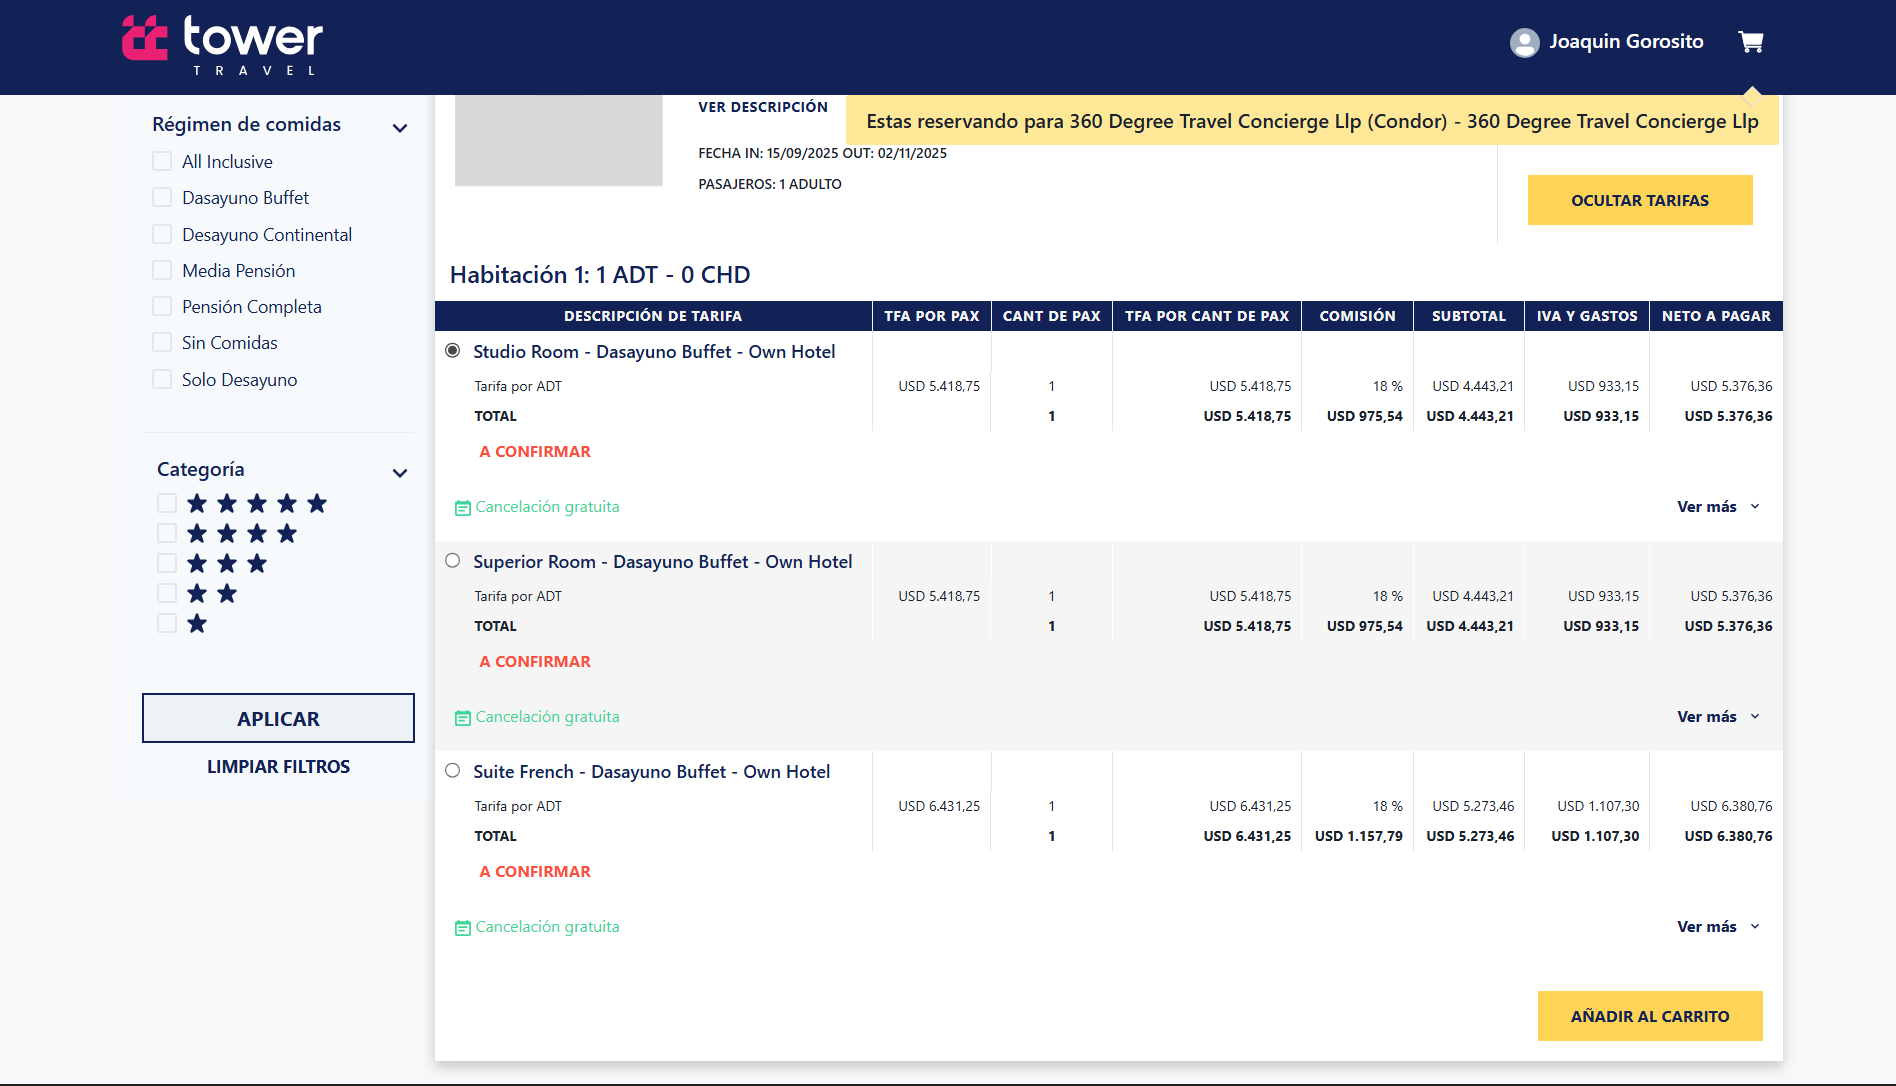 tower
TRAVEL
Joaquin Gorosito
Estas reservando para 360 Degree Travel Concierge Llp (Condor) - 360 Degree Travel Concierge Llp
Régimen de comidas
All Inclusive
Dasayuno Buffet
Desayuno Continental
Media Pensión
Pensión Completa
Sin Comidas
Solo Desayuno
Categoría
APLICAR
LIMPIAR FILTROS
VER DESCRIPCIÓN
FECHA IN: 15/09/2025 OUT: 02/11/2025
PASAJEROS: 1 ADULTO
OCULTAR TARIFAS
Habitación 1: 1 ADT - 0 CHD
DESCRIPCIÓN DE TARIFA TFA POR PAX CANT DE PAX TFA POR CANT DE PAX COMISIÓN SUBTOTAL IVA Y GASTOS NETO A PAGAR
Studio Room - Dasayuno Buffet - Own Hotel
Tarifa por ADT USD 5.418,75 1 USD 5.418,75 18 % USD 4.443,21 USD 933,15 USD 5.376,36
TOTAL 1 USD 5.418,75 USD 975,54 USD 4.443,21 USD 933,15 USD 5.376,36
A CONFIRMAR
Cancelación gratuita Ver más
Superior Room - Dasayuno Buffet - Own Hotel
Tarifa por ADT USD 5.418,75 1 USD 5.418,75 18 % USD 4.443,21 USD 933,15 USD 5.376,36
TOTAL 1 USD 5.418,75 USD 975,54 USD 4.443,21 USD 933,15 USD 5.376,36
A CONFIRMAR
Cancelación gratuita Ver más
Suite French - Dasayuno Buffet - Own Hotel
Tarifa por ADT USD 6.431,25 1 USD 6.431,25 18 % USD 5.273,46 USD 1.107,30 USD 6.380,76
TOTAL 1 USD 6.431,25 USD 1.157,79 USD 5.273,46 USD 1.107,30 USD 6.380,76
A CONFIRMAR
Cancelación gratuita Ver más
AÑADIR AL CARRITO